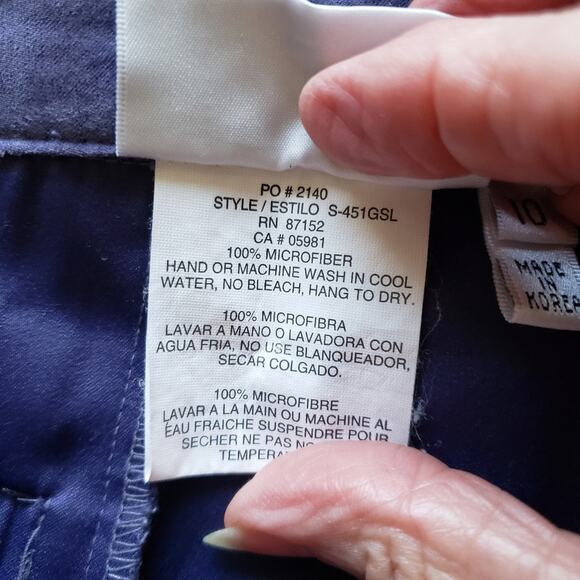 PO # 2140
STYLE / ESTILO S-451GSL
RN 87152
CA # 05981
100% MICROFIBER
HAND OR MACHINE WASH IN COOL
WATER, NO BLEACH, HANG TO DRY.
100% MICROFIBRA
LAVAR A MANO O LAVADORA CON
AGUA FRIA, NO USE BLANQUEADOR,
SECAR COLGADO.
100% MICROFIBRE
LAVAR A LA MAIN OU MACHINE AL
EAU FRAICHE SUSPENDRE POUR
SECHER NE PAS
10
MADE
IN
KOREA